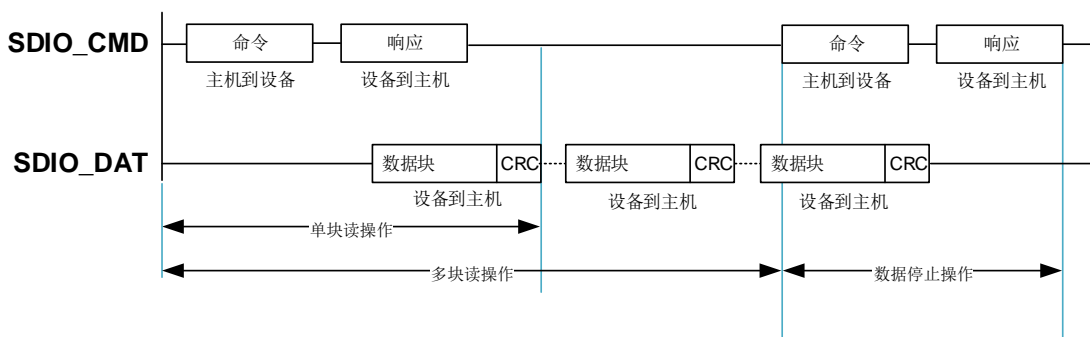 SDIO_CMD 命令 响应 命令 响应
主机到设备 设备到主机 主机到设备 设备到主机
SDIO_DAT 数据块 CRC 数据块 CRC 数据块 CRC
设备到主机 设备到主机 设备到主机
单块读操作
多块读操作 数据停止操作